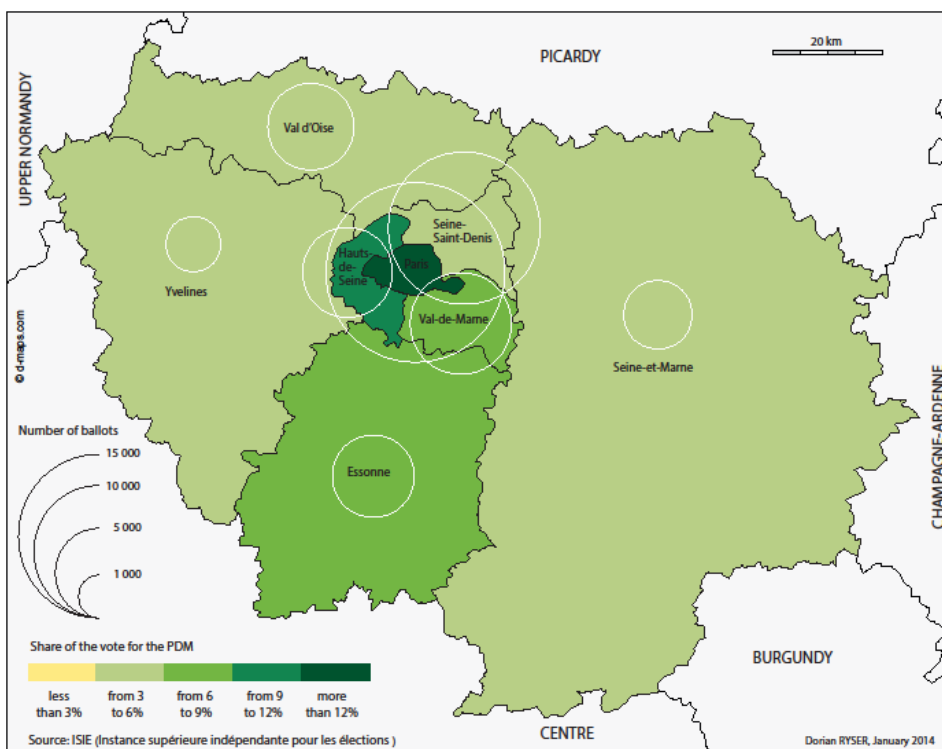 20 km
PICARDY
UPPER NORMANDY
Val d'Oise
Seine-
Saint-Denis
Hauts-
de-
Seine
Paris
Yvelines
Val-de-Marne
Seine-et-Marne
© d-maps.com
CHAMPAGNE-ARDENNE
Number of ballots
15 000
10 000
5 000
1 000
Essonne
Share of the vote for the PDM
less
than 3%
from 3
to 6%
from 6
to 9%
from 9
to 12%
more
than 12%
BURGUNDY
CENTRE
Source: ISIE (Instance supérieure indépendante pour les élections )
Dorian RYSER, January 2014